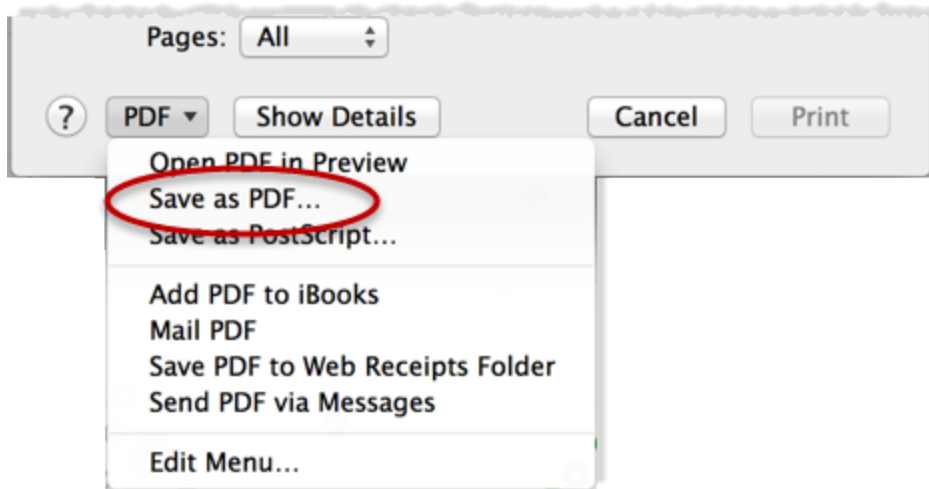 Pages: All
? PDF Show Details Cancel Print
Open PDF in Preview
Save as PDF...
Save as PostScript...
Add PDF to iBooks
Mail PDF
Save PDF to Web Receipts Folder
Send PDF via Messages
Edit Menu...